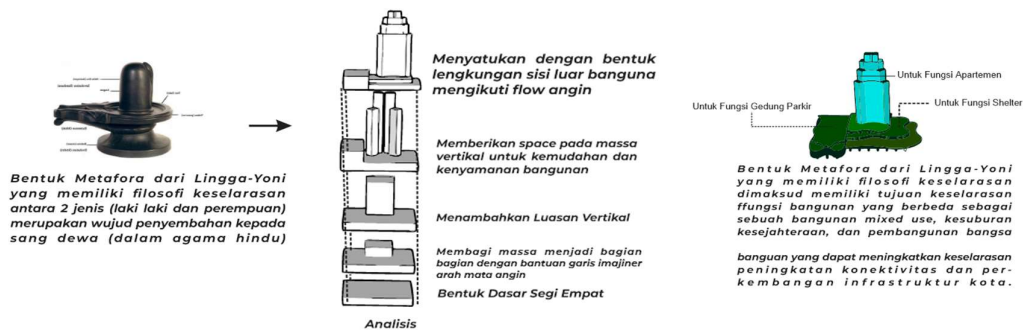 Bentuk Metafora dari Lingga-Yoni
yang memiliki filosofi keselarasan
antara 2 jenis (laki laki dan perempuan)
merupakan wujud penyembahan kepada
sang dewa (dalam agama hindu)
Menyatukan dengan bentuk
lengkungan sisi luar banguna
mengikuti flow angin
Memberikan space pada massa
vertikal untuk kemudahan dan
kenyamanan bangunan
Menambahkan Luasan Vertikal
Membagi massa menjadi bagian
bagian dengan bantuan garis imajiner
arah mata angin
Bentuk Dasar Segi Empat
Analisis
Untuk Fungsi Apartemen
Untuk Fungsi Gedung Parkir
Untuk Fungsi Shelter
Bentuk Metafora dari Lingga-Yoni
yang memiliki filosofi keselarasan
dimaksud memiliki tujuan keselarasan
ffungsi bangunan yang berbeda sebagai
sebuah bangunan mixed use, kesuburan
kesejahteraan, dan pembangunan bangsa
banguan yang dapat meningkatkan keselarasan
peningkatan konektivitas dan per-
kembangan infrastruktur kota.